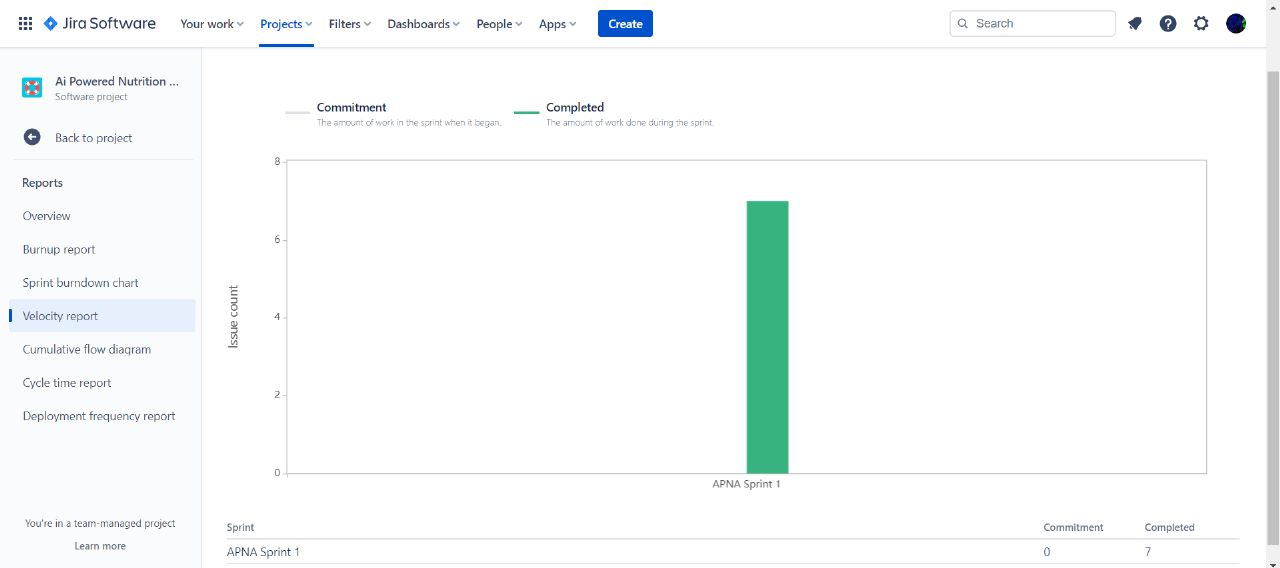 Jira Software Your work Projects Filters Dashboards People Apps Create Search
Ai Powered Nutrition ...
Software project
Back to project
Reports
Overview
Burnup report
Sprint burndown chart
Velocity report
Cumulative flow diagram
Cycle time report
Deployment frequency report
You're in a team-managed project
Learn more
Commitment
The amount of work in the sprint when it began.
Completed
The amount of work done during the sprint.
Issue count
8
6
4
2
0
APNA Sprint 1
Sprint Commitment Completed
APNA Sprint 1 0 7